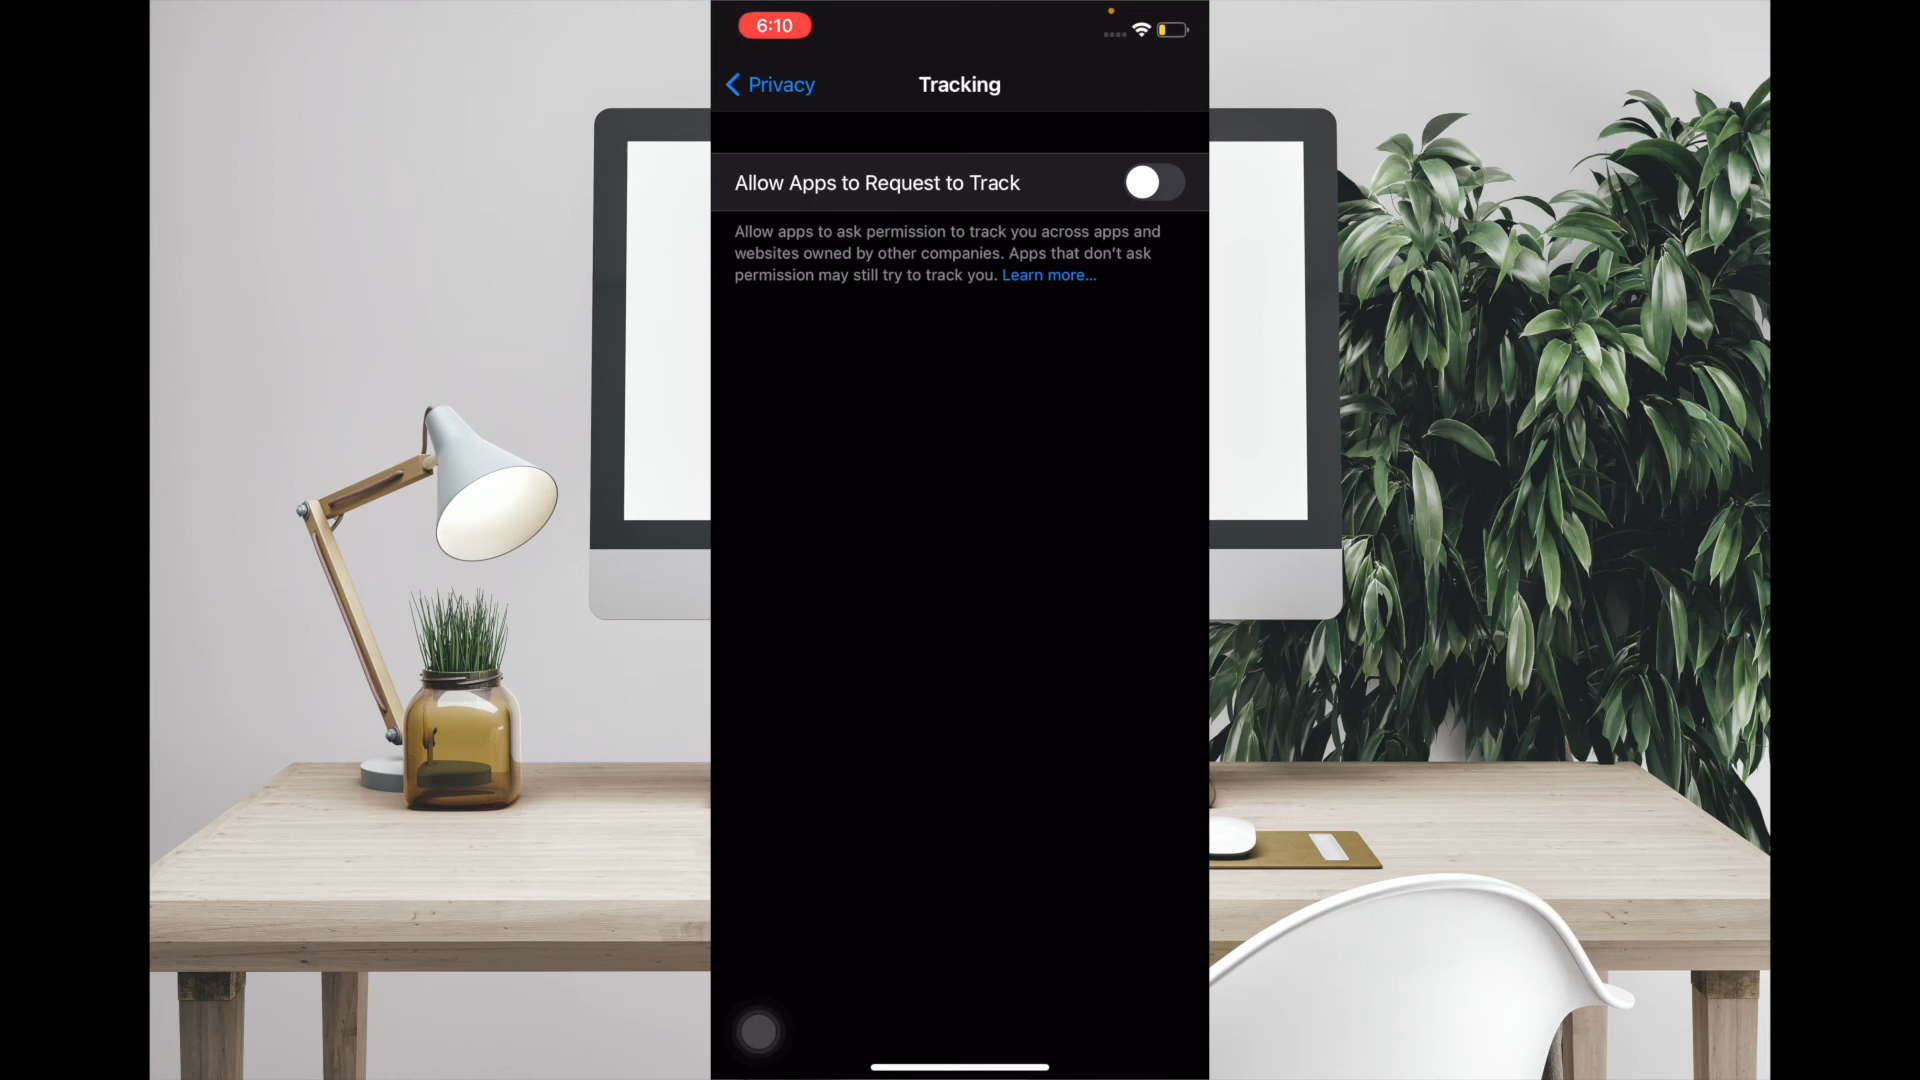 6:10
Privacy
Tracking
Allow Apps to Request to Track
Allow apps to ask permission to track you across apps and
websites owned by other companies. Apps that don’t ask
permission may still try to track you. Learn more...